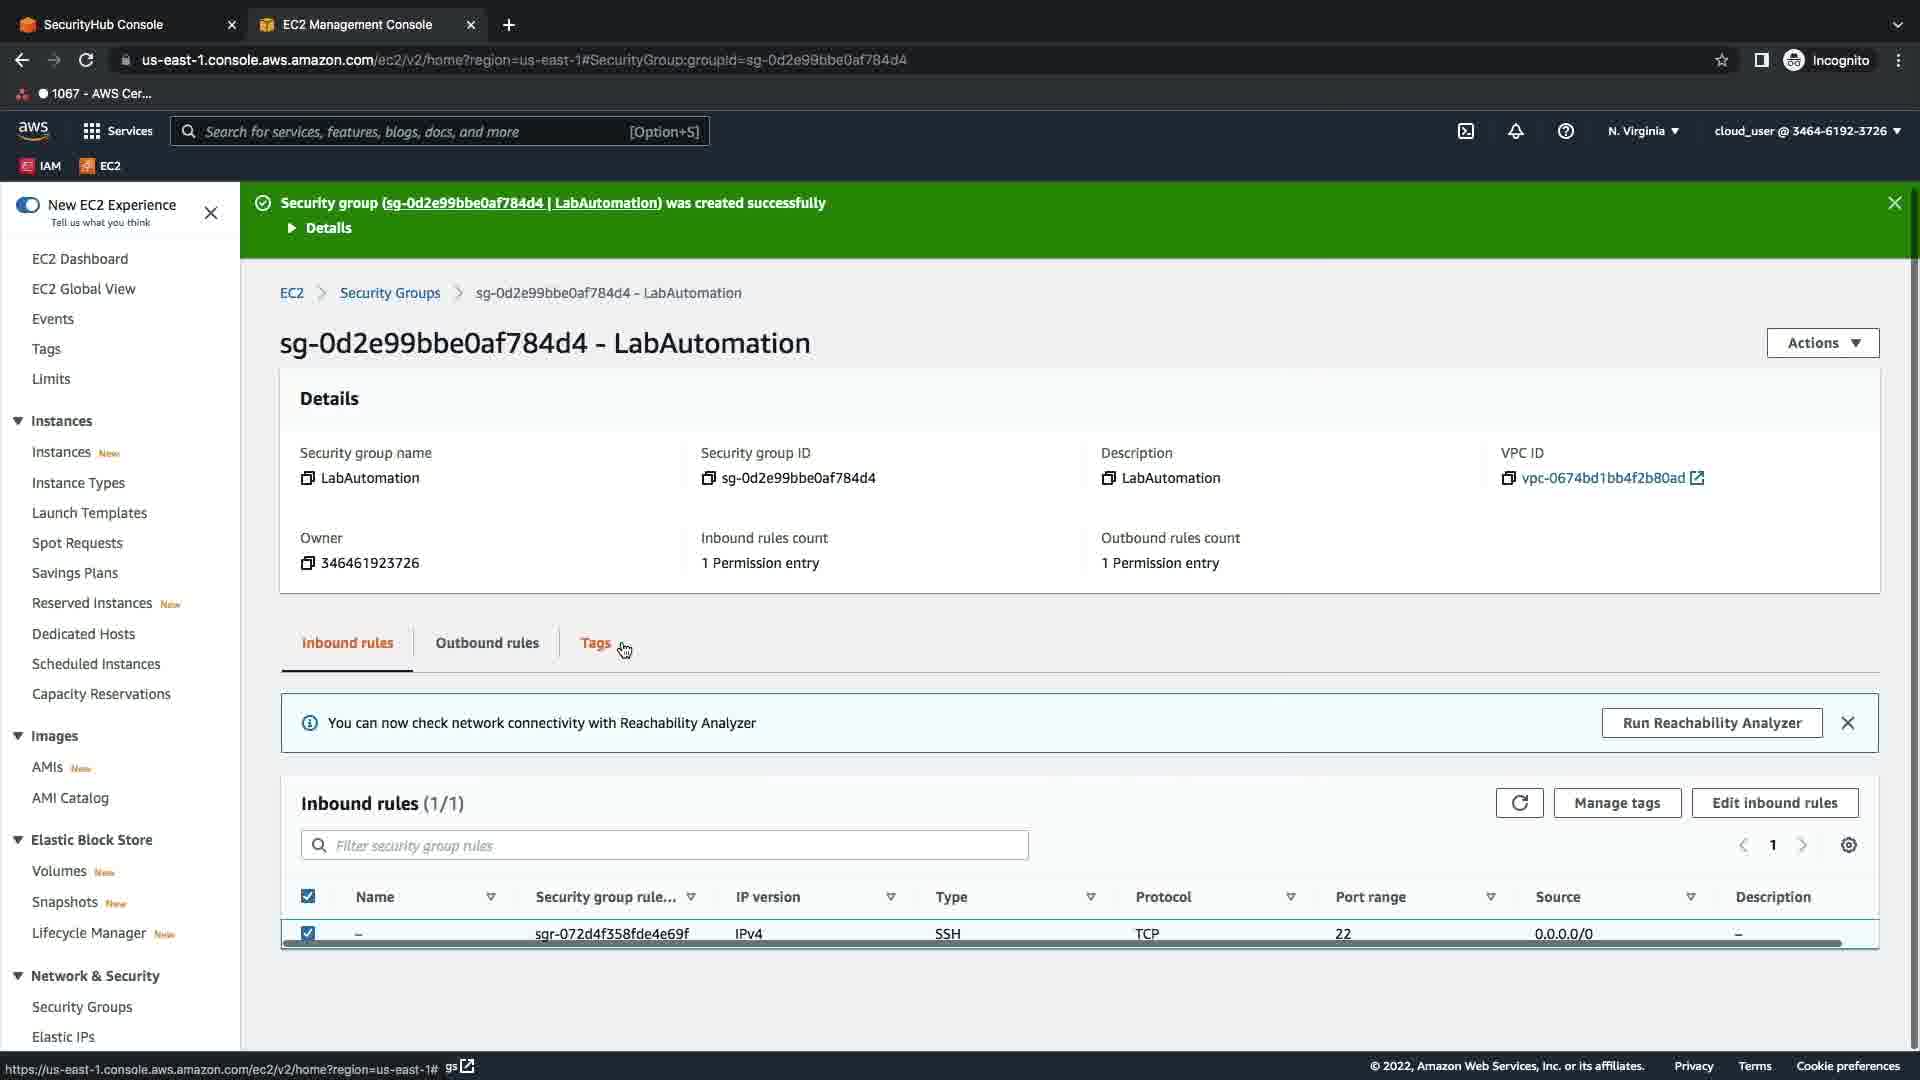 SecurityHub Console
EC2 Management Console
us-east-1.console.aws.amazon.com/ec2/v2/home?region=us-east-1#SecurityGroup:groupId=sg-0d2e99bbe0af784d4
Incognito
1067 - AWS Cer...
aws
Services
Search for services, features, blogs, docs, and more
[Option+S]
N. Virginia
cloud_user @ 3464-6192-3726
IAM
EC2
New EC2 Experience
Tell us what you think
EC2 Dashboard
EC2 Global View
Events
Tags
Limits
Instances
Instances New
Instance Types
Launch Templates
Spot Requests
Savings Plans
Reserved Instances New
Dedicated Hosts
Scheduled Instances
Capacity Reservations
Images
AMIs New
AMI Catalog
Elastic Block Store
Volumes New
Snapshots New
Lifecycle Manager New
Network & Security
Security Groups
Elastic IPs
Security group (sg-0d2e99bbe0af784d4 | LabAutomation) was created successfully
Details
EC2 > Security Groups > sg-0d2e99bbe0af784d4 - LabAutomation
sg-0d2e99bbe0af784d4 - LabAutomation
Actions
Details
Security group name
LabAutomation
Security group ID
sg-0d2e99bbe0af784d4
Description
LabAutomation
VPC ID
vpc-0674bd1bb4f2b80ad
Owner
346461923726
Inbound rules count
1 Permission entry
Outbound rules count
1 Permission entry
Inbound rules
Outbound rules
Tags
You can now check network connectivity with Reachability Analyzer
Run Reachability Analyzer
Inbound rules (1/1)
Manage tags
Edit inbound rules
Filter security group rules
1
Name
Security group rule...
IP version
Type
Protocol
Port range
Source
Description
– sgr-072d4f358fde4e69f IPv4 SSH TCP 22 0.0.0.0/0 –
https://us-east-1.console.aws.amazon.com/ec2/v2/home?region=us-east-1#
gs
© 2022, Amazon Web Services, Inc. or its affiliates.
Privacy
Terms
Cookie preferences